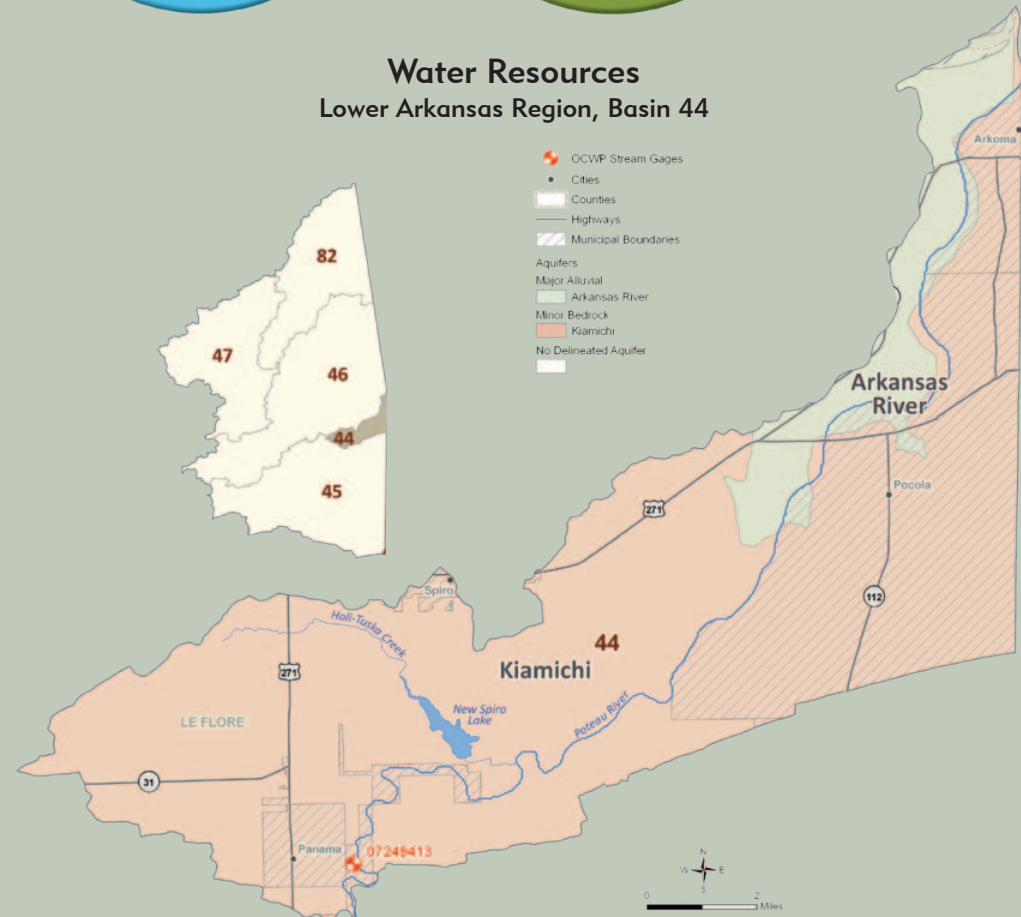 Water Resources
Lower Arkansas Region, Basin 44
OCWP Stream Gages
Cities
Counties
Highways
Municipal Boundaries
Aquifers
Major Alluvial
Arkansas River
Minor Bedrock
Kiamichi
No Delineated Aquifer
82
47
46
44
45
Arkoma
Arkansas
River
Pocola
271
112
Spiro
Holi-Tuska Creek
44
Kiamichi
271
New Spiro
Lake
Poteau River
LE FLORE
31
Panama
07249413
N
W
E
S
0
2
Miles